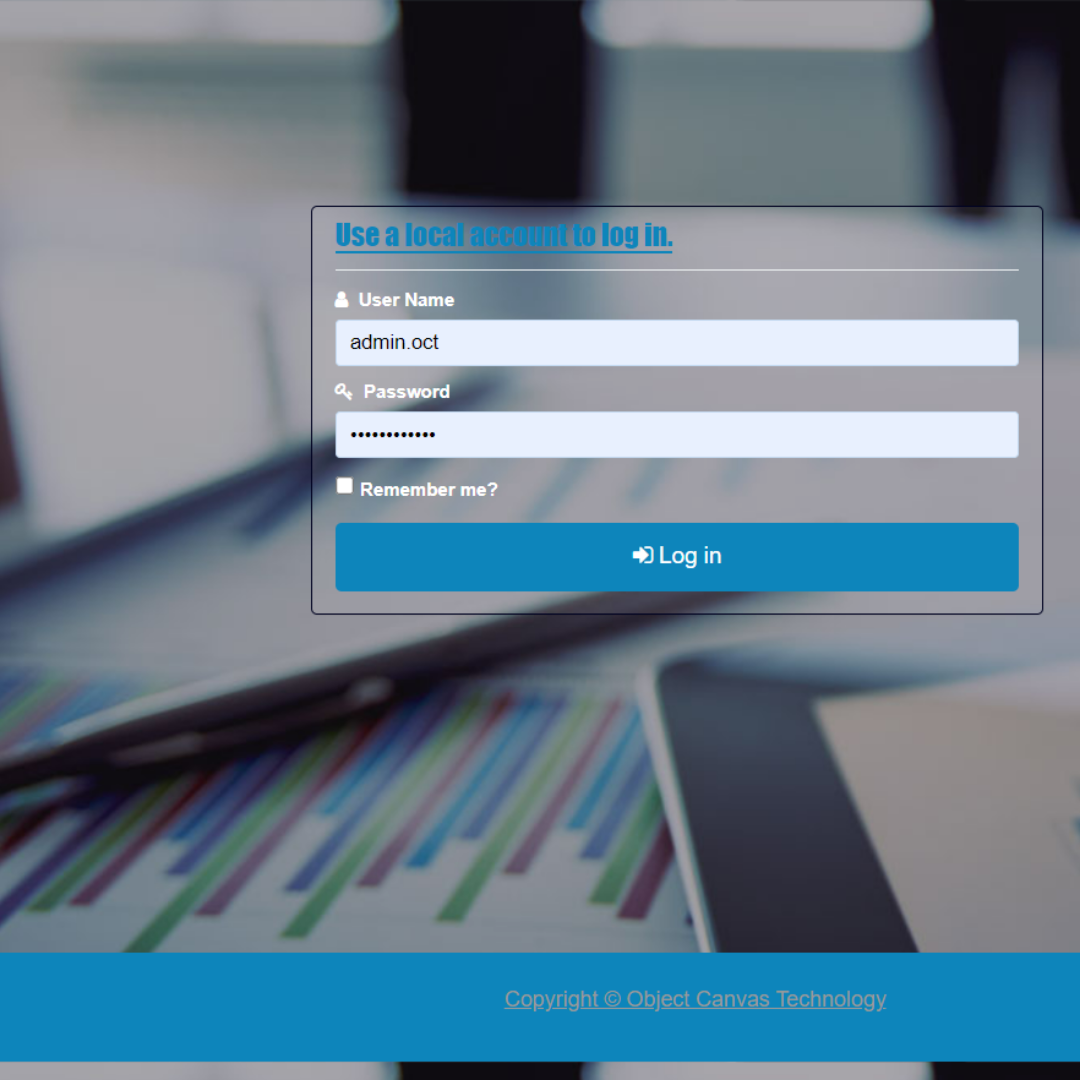 Use a local account to log in.
User Name
admin.oct
Password
••••••••••••
Remember me?
Log in
Copyright © Object Canvas Technology